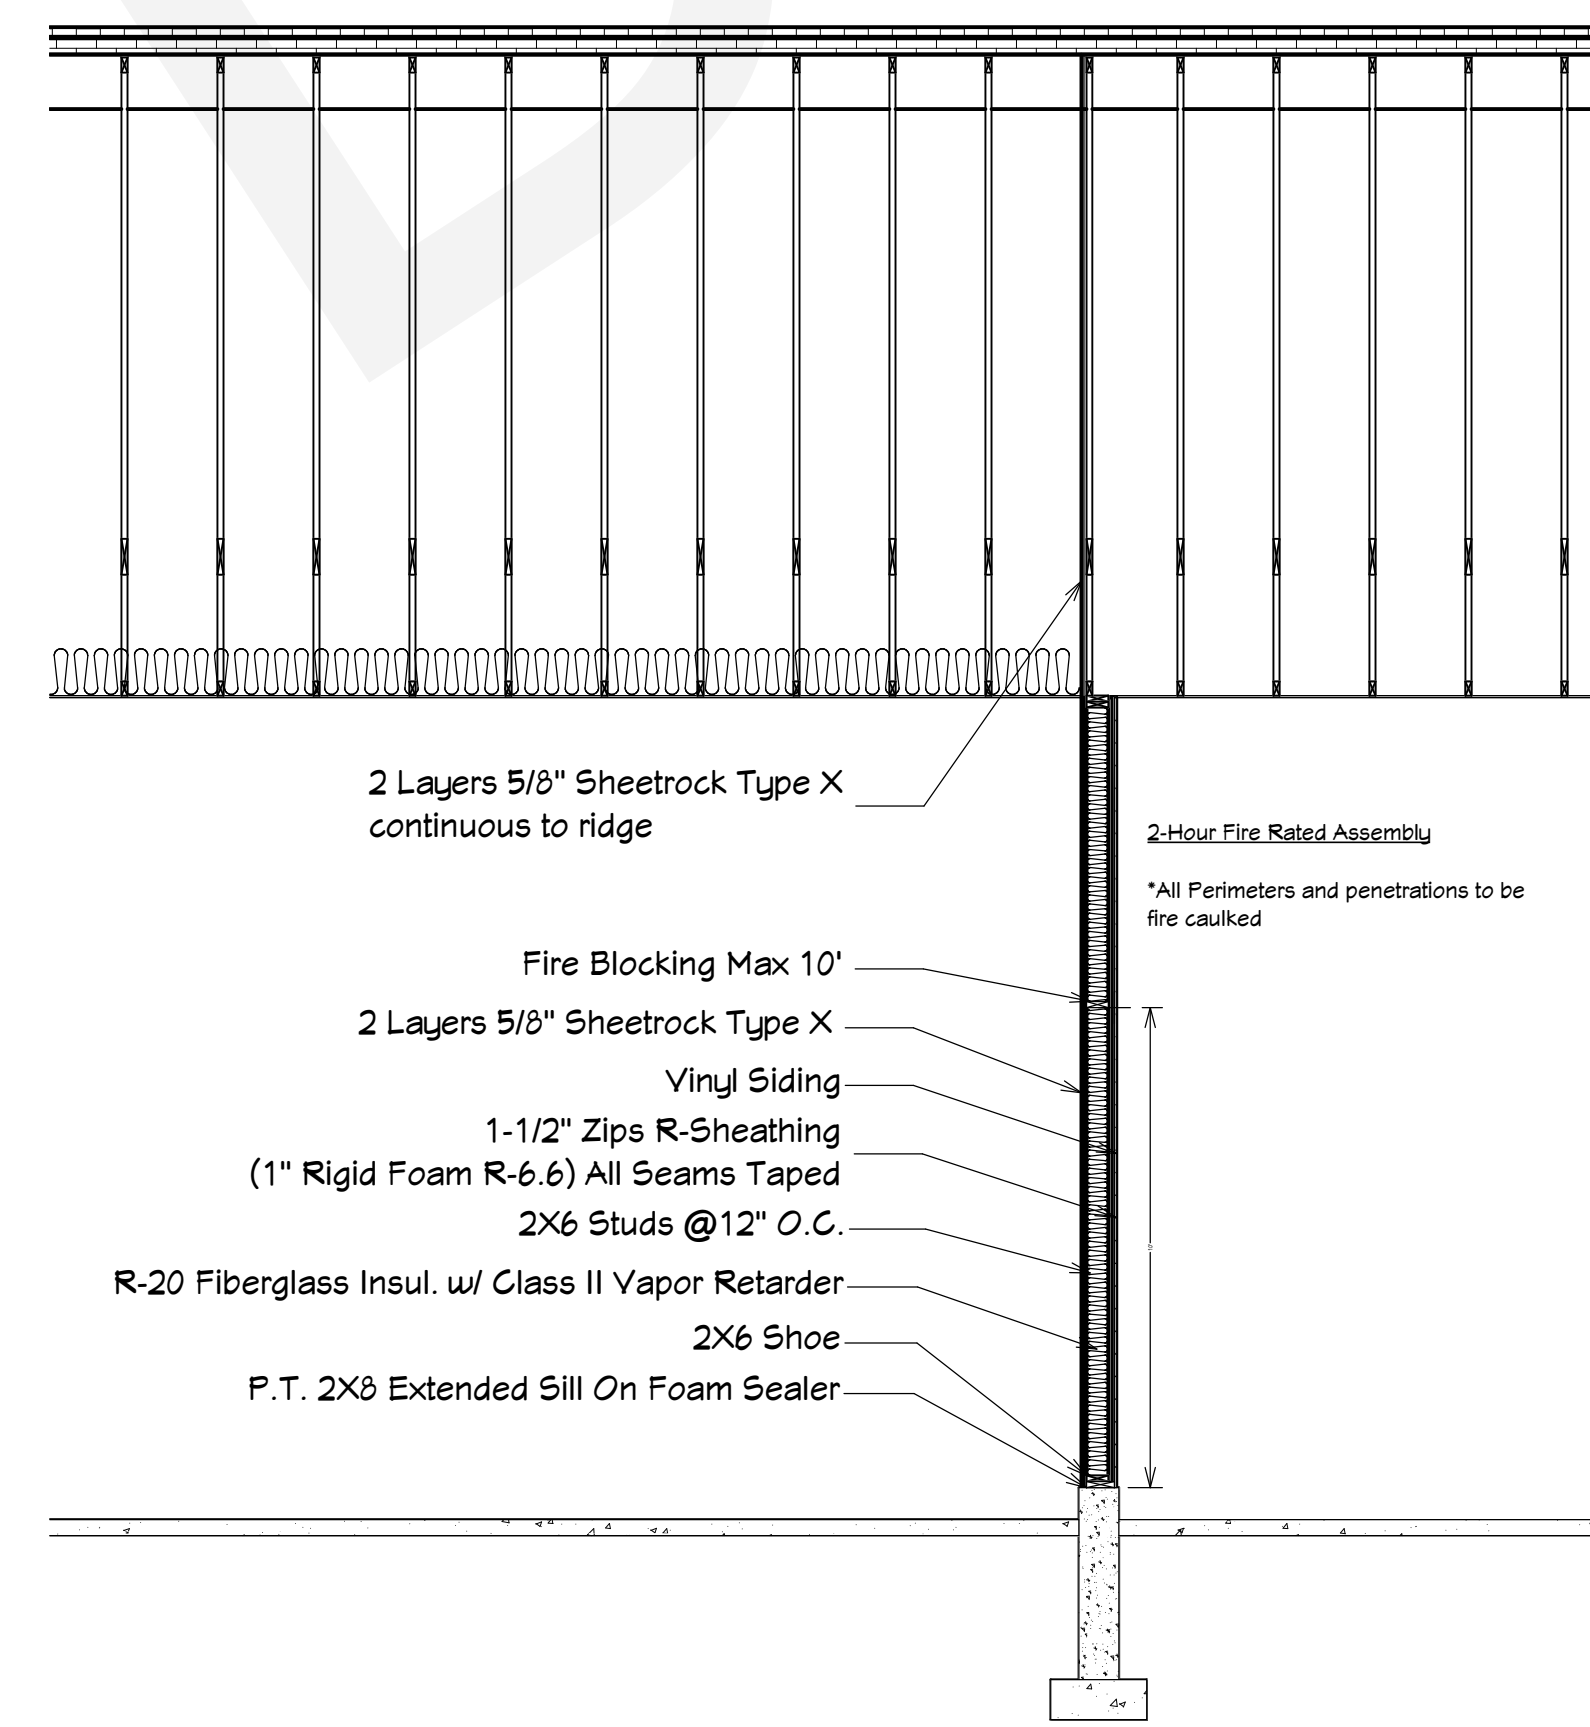 2 Layers 5/8" Sheetrock Type X
continuous to ridge
2-Hour Fire Rated Assembly
*All Perimeters and penetrations to be
fire caulked
Fire Blocking Max 10'
2 Layers 5/8" Sheetrock Type X
Vinyl Siding
1-1/2" Zips R-Sheathing
(1" Rigid Foam R-6.6) All Seams Taped
2X6 Studs @12" O.C.
R-20 Fiberglass Insul. w/ Class II Vapor Retarder
2X6 Shoe
P.T. 2X8 Extended Sill On Foam Sealer